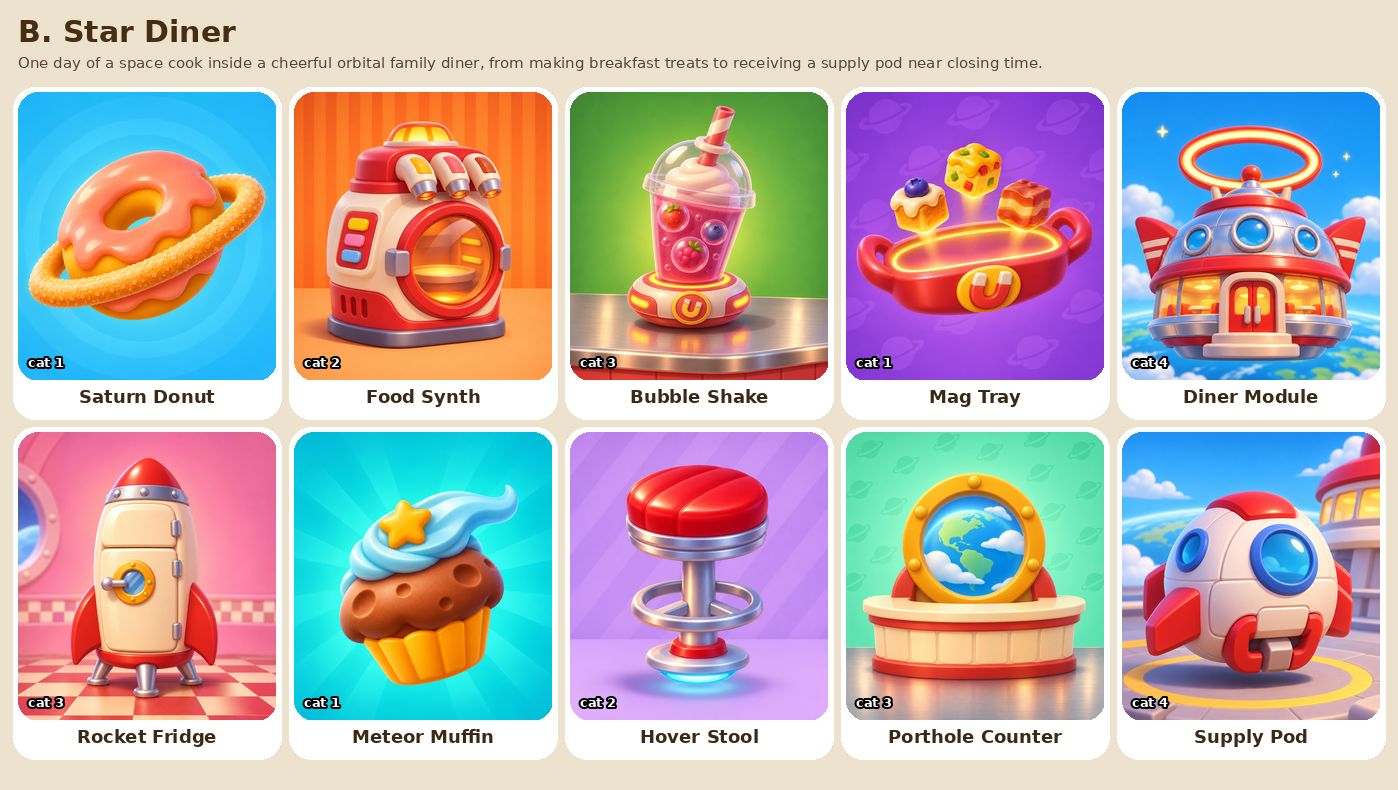 B. Star Diner
One day of a space cook inside a cheerful orbital family diner, from making breakfast treats to receiving a supply pod near closing time.
cat 1
cat 2
cat 3
cat 1
cat 4
Saturn Donut
Food Synth
Bubble Shake
Mag Tray
Diner Module
cat 3
cat 1
cat 2
cat 3
cat 4
Rocket Fridge
Meteor Muffin
Hover Stool
Porthole Counter
Supply Pod